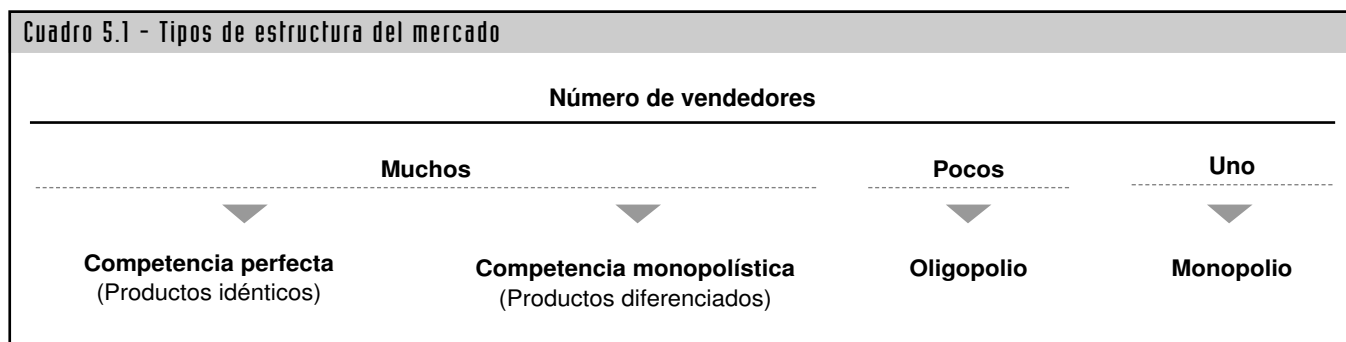 Cuadro 5.1 - Tipos de estructura del mercado
Número de vendedores
Muchos Pocos Uno
Competencia perfecta Competencia monopolística Oligopolio Monopolio
(Productos idénticos) (Productos diferenciados)